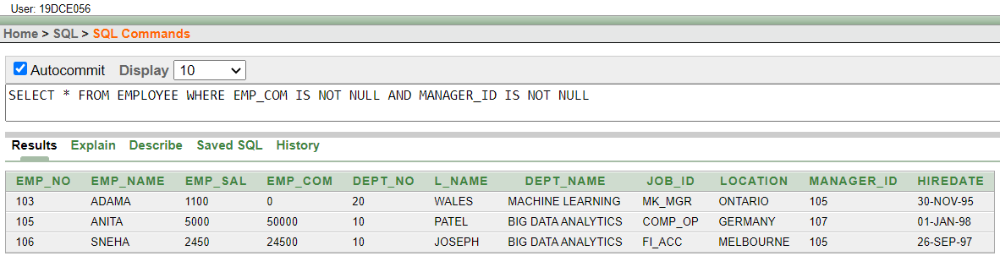 User: 19DCE056
Home > SQL > SQL Commands
Autocommit Display 10
SELECT * FROM EMPLOYEE WHERE EMP_COM IS NOT NULL AND MANAGER_ID IS NOT NULL
Results Explain Describe Saved SQL History
EMP_NO EMP_NAME EMP_SAL EMP_COM DEPT_NO L_NAME DEPT_NAME JOB_ID LOCATION MANAGER_ID HIREDATE
103 ADAMA 1100 0 20 WALES MACHINE LEARNING MK_MGR ONTARIO 105 30-NOV-95
105 ANITA 5000 50000 10 PATEL BIG DATA ANALYTICS COMP_OP GERMANY 107 01-JAN-98
106 SNEHA 2450 24500 10 JOSEPH BIG DATA ANALYTICS FI_ACC MELBOURNE 105 26-SEP-97